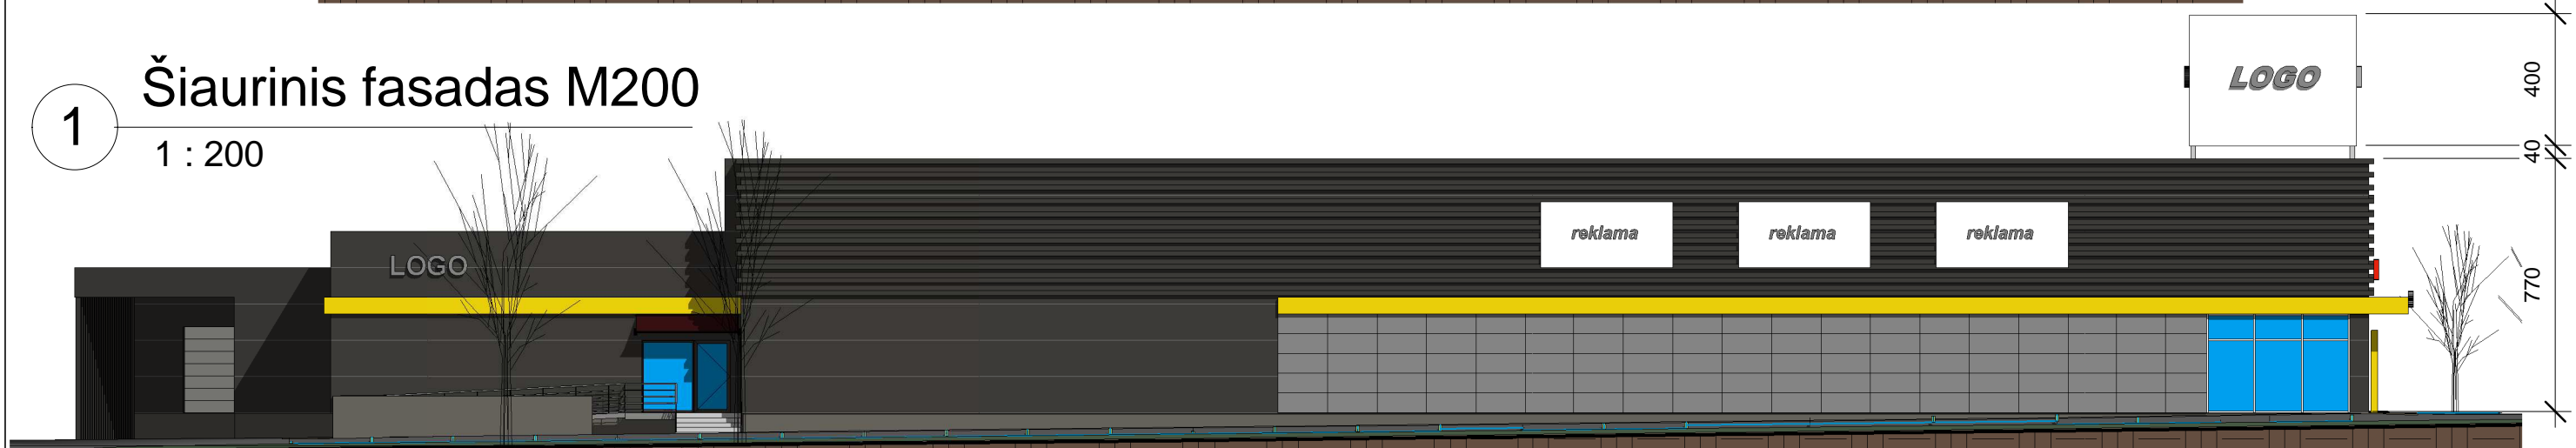 1
Šiaurinis fasadas M200
1 : 200
LOGO
LOGO
reklama
reklama
reklama
400
40
770